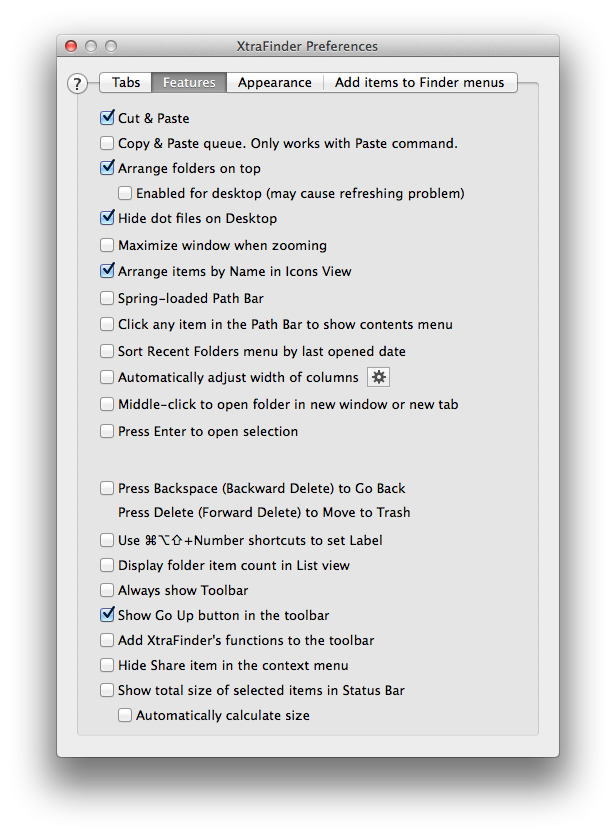 XtraFinder Preferences
?
Tabs Features Appearance Add items to Finder menus
Cut & Paste
Copy & Paste queue. Only works with Paste command.
Arrange folders on top
Enabled for desktop (may cause refreshing problem)
Hide dot files on Desktop
Maximize window when zooming
Arrange items by Name in Icons View
Spring-loaded Path Bar
Click any item in the Path Bar to show contents menu
Sort Recent Folders menu by last opened date
Automatically adjust width of columns
Middle-click to open folder in new window or new tab
Press Enter to open selection
Press Backspace (Backward Delete) to Go Back
Press Delete (Forward Delete) to Move to Trash
Use ⌘⌥⇧+Number shortcuts to set Label
Display folder item count in List view
Always show Toolbar
Show Go Up button in the toolbar
Add XtraFinder's functions to the toolbar
Hide Share item in the context menu
Show total size of selected items in Status Bar
Automatically calculate size